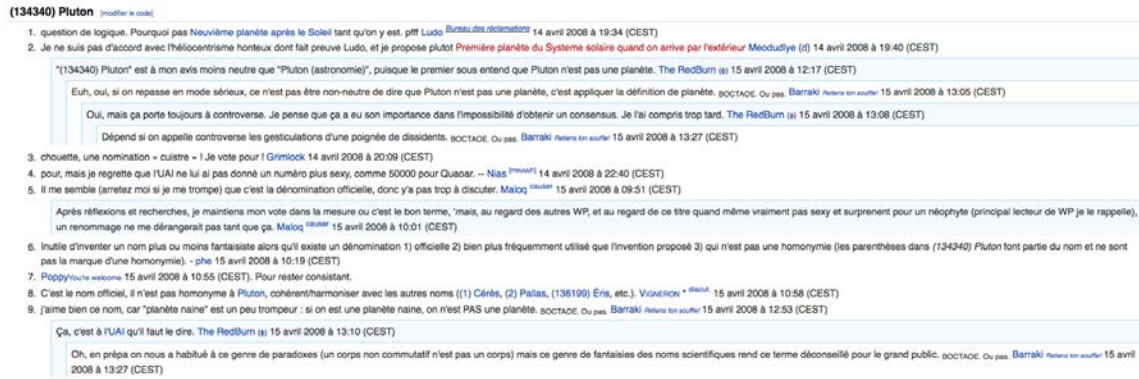 (134340) Pluton [modifier le code]
1. question de logique. Pourquoi pas Neuvième planète après le Soleil tant qu'on y est. pfff Ludo Bureau des réclamations 14 avril 2008 à 19:34 (CEST)
2. Je ne suis pas d'accord avec l'héliocentrisme honteux dont fait preuve Ludo, et je propose plutot Première planète du Systeme solaire quand on arrive par l'extérieur Meodudlye (d) 14 avril 2008 à 19:40 (CEST)
"(134340) Pluton" est à mon avis moins neutre que "Pluton (astronomie)", puisque le premier sous entend que Pluton n'est pas une planète. The RedBurn (ϕ) 15 avril 2008 à 12:17 (CEST)
Euh, oui, si on repasse en mode sérieux, ce n'est pas être non-neutre de dire que Pluton n'est pas une planète, c'est appliquer la définition de planète. BOCTAOE. Ou pas. Barraki Retiens ton souffle! 15 avril 2008 à 13:05 (CEST)
Oui, mais ça porte toujours à controverse. Je pense que ça a eu son importance dans l'impossibilité d'obtenir un consensus. Je l'ai compris trop tard. The RedBurn (ϕ) 15 avril 2008 à 13:08 (CEST)
Dépend si on appelle controverse les gesticulations d'une poignée de dissidents. BOCTAOE. Ou pas. Barraki Retiens ton souffle! 15 avril 2008 à 13:27 (CEST)
3. chouette, une nomination « cuistre » ! Je vote pour ! Grimlock 14 avril 2008 à 20:09 (CEST)
4. pour, mais je regrette que l'UAI ne lui ai pas donné un numéro plus sexy, comme 50000 pour Quaoar. -- Nias 14 avril 2008 à 22:40 (CEST)
5. Il me semble (arretez moi si je me trompe) que c'est la dénomination officielle, donc y'a pas trop à discuter. Maloq causer 15 avril 2008 à 09:51 (CEST)
Après réflexions et recherches, je maintiens mon vote dans la mesure ou c'est le bon terme, 'mais, au regard des autres WP, et au regard de ce titre quand même vraiment pas sexy et surprenent pour un néophyte (principal lecteur de WP je le rappelle),
un renommage ne me dérangerait pas tant que ça. Maloq causer 15 avril 2008 à 10:01 (CEST)
6. Inutile d'inventer un nom plus ou moins fantaisiste alors qu'il existe un dénomination 1) officielle 2) bien plus fréquemment utilisé que l'invention proposé 3) qui n'est pas une homonymie (les parenthèses dans (134340) Pluton font partie du nom et ne sont
pas la marque d'une homonymie). - phe 15 avril 2008 à 10:19 (CEST)
7. Poppy You're welcome 15 avril 2008 à 10:55 (CEST). Pour rester consistant.
8. C'est le nom officiel, il n'est pas homonyme à Pluton, cohérent/harmoniser avec les autres noms ((1) Cérès, (2) Pallas, (136199) Éris, etc.). VIGNERON * discut. 15 avril 2008 à 10:58 (CEST)
9. j'aime bien ce nom, car "planète naine" est un peu trompeur : si on est une planète naine, on n'est PAS une planète. BOCTAOE. Ou pas. Barraki Retiens ton souffle! 15 avril 2008 à 12:53 (CEST)
Ça, c'est à l'UAI qu'il faut le dire. The RedBurn (ϕ) 15 avril 2008 à 13:10 (CEST)
Oh, en prépa on nous a habitué à ce genre de paradoxes (un corps non commutatif n'est pas un corps) mais ce genre de fantaisies des noms scientifiques rend ce terme déconseillé pour le grand public. BOCTAOE. Ou pas. Barraki Retiens ton souffle! 15 avril
2008 à 13:27 (CEST)